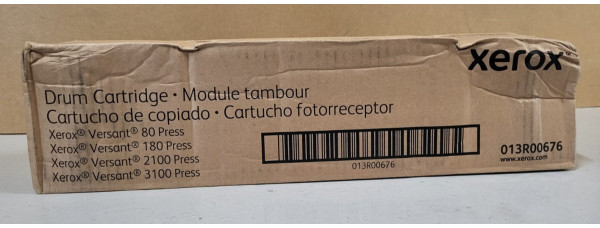 xerox™
Drum Cartridge · Module tambour
Cartucho de copiado · Cartucho fotorreceptor
Xerox® Versant® 80 Press
Xerox® Versant® 180 Press
Xerox® Versant® 2100 Press
Xerox® Versant® 3100 Press
013R00676
013R00676
www.xerox.com